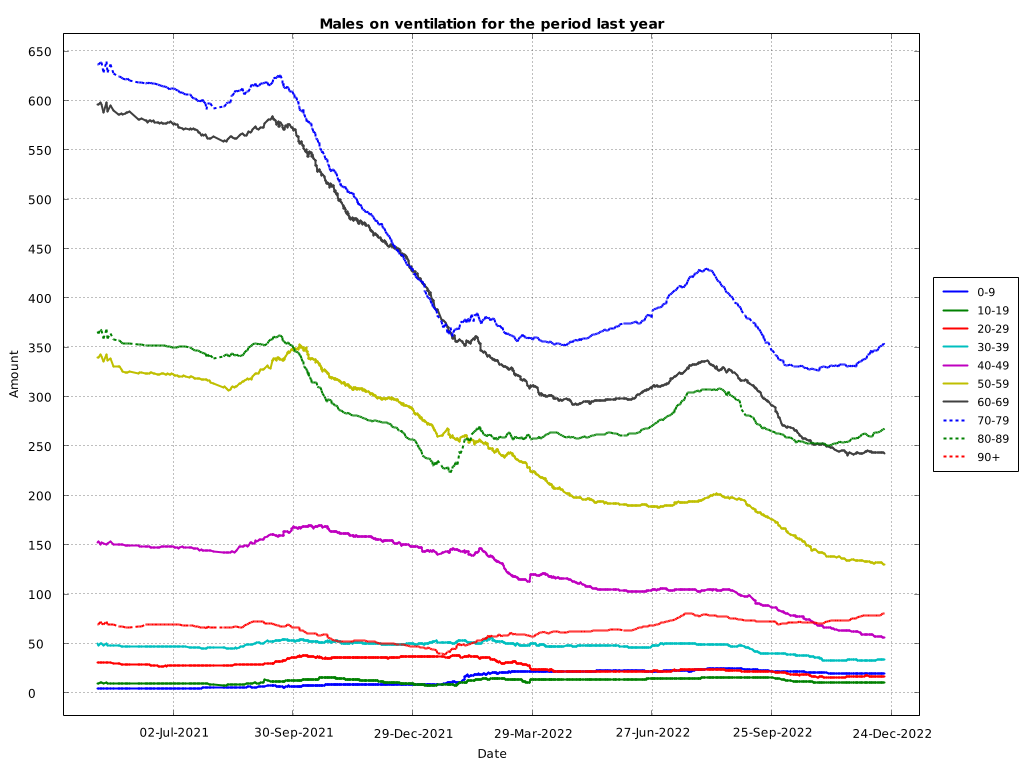 Males on ventilation for the period last year
650
600
550
500
450
400
350
300
250
200
150
100
50
0
Amount
02-Jul-2021
30-Sep-2021
29-Dec-2021
29-Mar-2022
27-Jun-2022
25-Sep-2022
24-Dec-2022
Date
0-9
10-19
20-29
30-39
40-49
50-59
60-69
70-79
80-89
90+